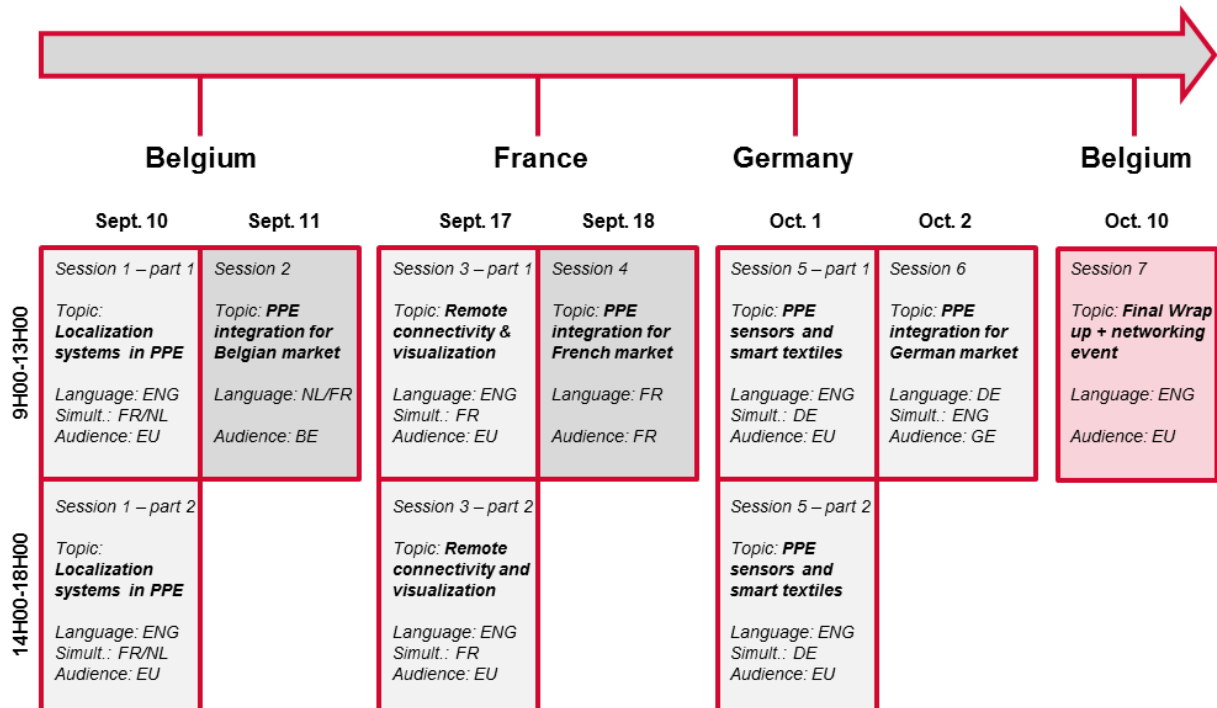 Belgium
France
Germany
Belgium
Sept. 10
Sept. 11
Sept. 17
Sept. 18
Oct. 1
Oct. 2
Oct. 10
9H00-13H00
Session 1 – part 1
Topic:
Localization
systems in PPE
Language: ENG
Simult.: FR/NL
Audience: EU
Session 2
Topic: PPE
integration for
Belgian market
Language: NL/FR
Audience: BE
Session 3 – part 1
Topic: Remote
connectivity &
visualization
Language: ENG
Simult.: FR
Audience: EU
Session 4
Topic: PPE
integration for
French market
Language: FR
Audience: FR
Session 5 – part 1
Topic: PPE
sensors and
smart textiles
Language: ENG
Simult.: DE
Audience: EU
Session 6
Topic: PPE
integration for
German market
Language: DE
Simult.: ENG
Audience: GE
Session 7
Topic: Final Wrap
up + networking
event
Language: ENG
Audience: EU
14H00-18H00
Session 1 – part 2
Topic:
Localization
systems in PPE
Language: ENG
Simult.: FR/NL
Audience: EU
Session 3 – part 2
Topic: Remote
connectivity and
visualization
Language: ENG
Simult.: FR
Audience: EU
Session 5 – part 2
Topic: PPE
sensors and
smart textiles
Language: ENG
Simult.: DE
Audience: EU